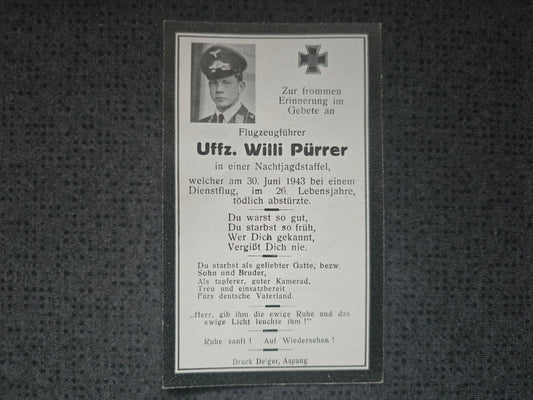 Zur frommen
Erinnerung im
Gebete an
Flugzeugführer
Uffz. Willi Pürrer
in einer Nachtjagdstaffel,
welcher am 30. Juni 1943 bei einem
Dienstflug, im 26. Lebensjahre,
tödlich abstürzte.
Du warst so gut,
Du starbst so früh,
Wer Dich gekannt,
Vergißt Dich nie.
Du starbst als geliebter Gatte, bezw.
Sohn und Bruder,
Als tapferer, guter Kamerad,
Treu und einsatzbereit
Fürs deutsche Vaterland.
„Herr, gib ihm die ewige Ruhe und das
ewige Licht leuchte ihm!"
Ruhe sanft! Auf Wiedersehen!
Druck Deiger, Aspang